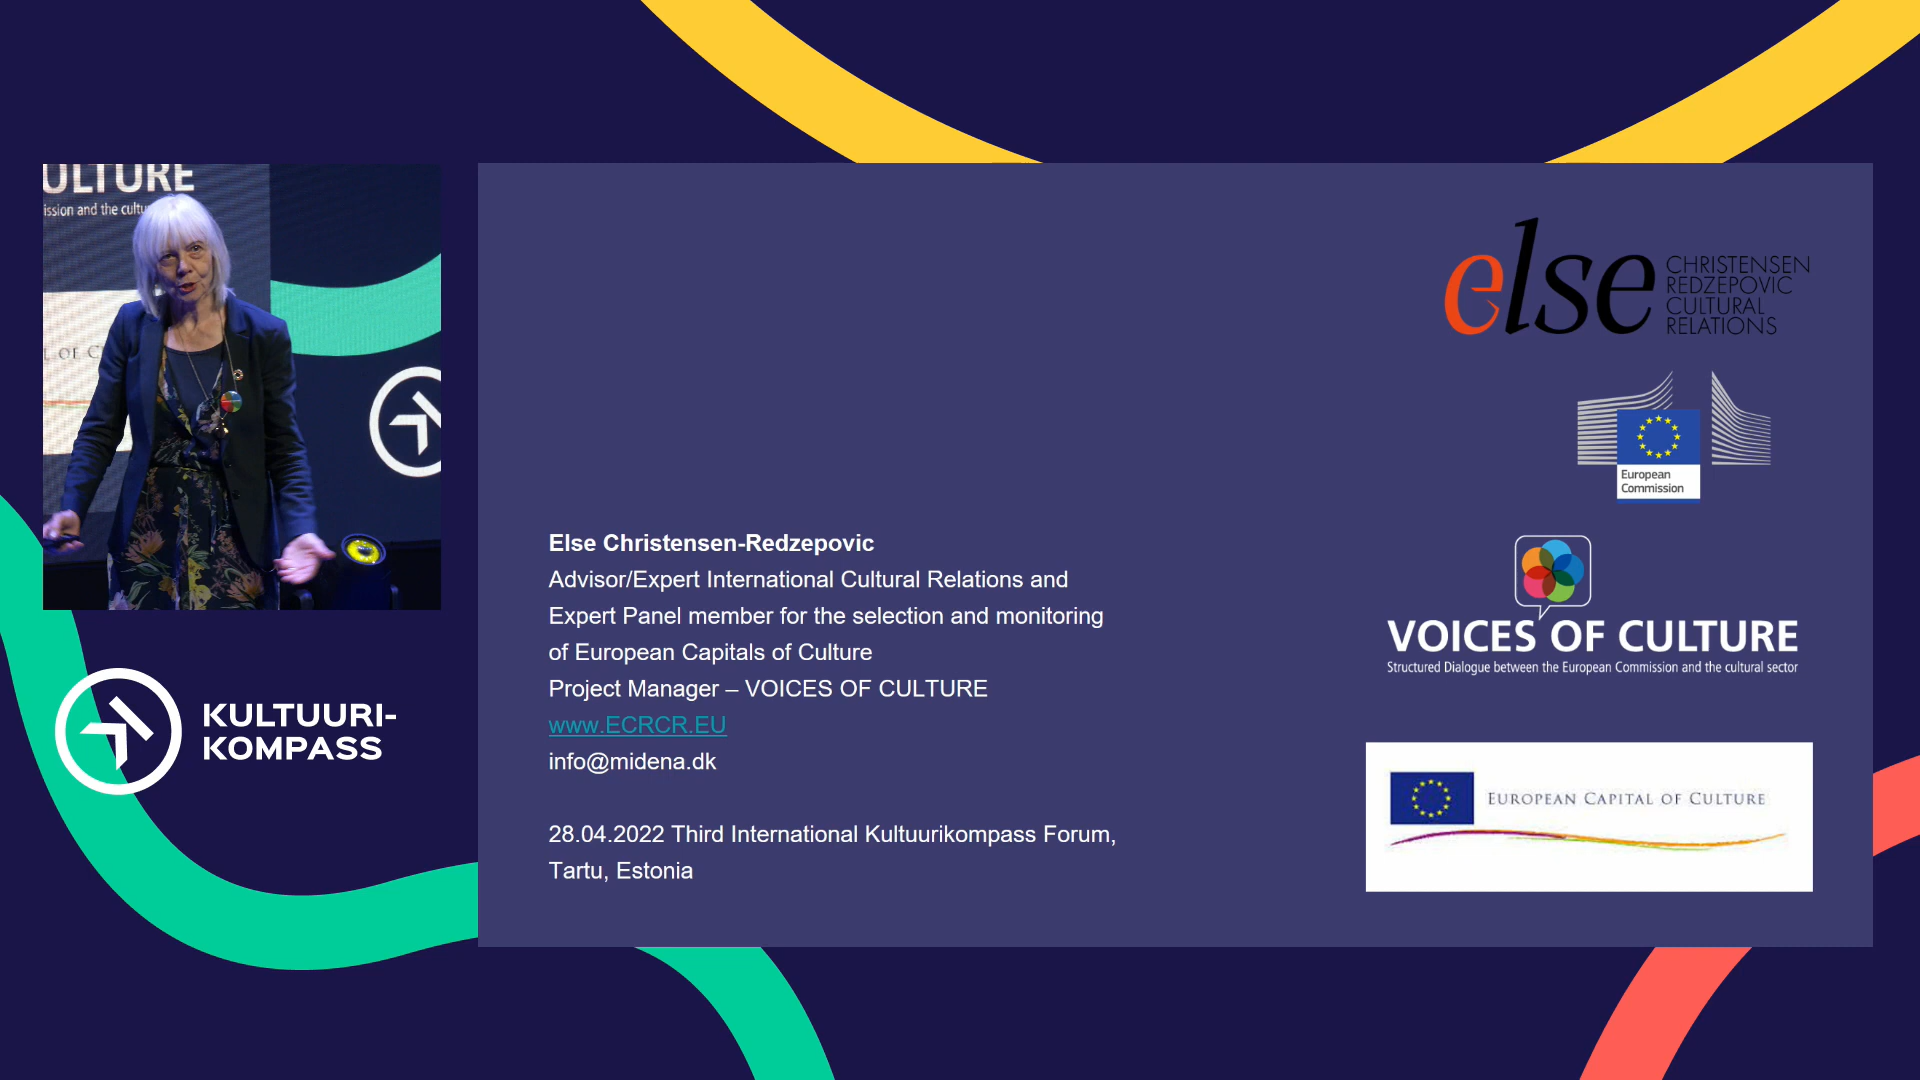 ULTURE
ission and the cultu
L OF C
KULTUURI-
KOMPASS
Else Christensen-Redzepovic
Advisor/Expert International Cultural Relations and
Expert Panel member for the selection and monitoring
of European Capitals of Culture
Project Manager – VOICES OF CULTURE
www.ECRCR.EU
info@midena.dk
28.04.2022 Third International Kultuurikompass Forum,
Tartu, Estonia
else
CHRISTENSEN
REDZEPOVIC
CULTURAL
RELATIONS
European
Commission
VOICES OF CULTURE
Structured Dialogue between the European Commission and the cultural sector
EUROPEAN CAPITAL OF CULTURE